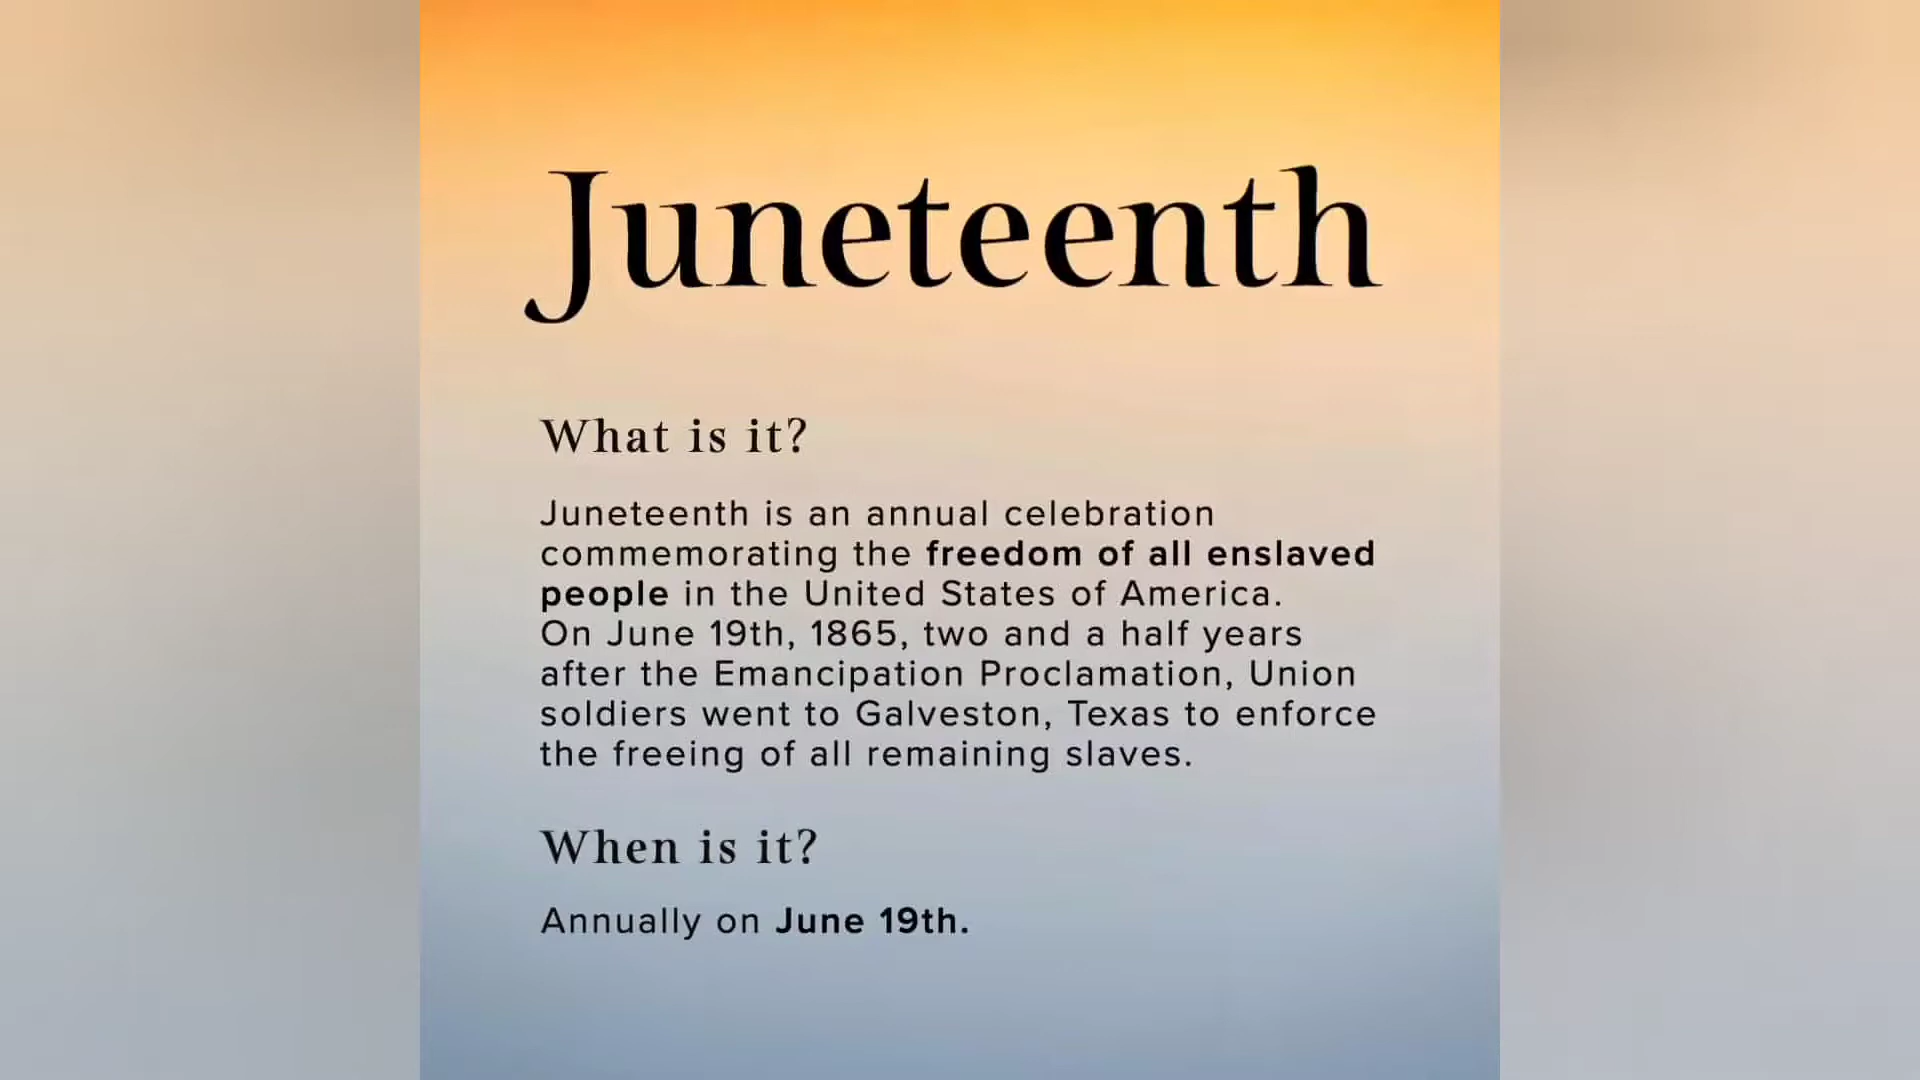 Juneteenth
What is it?
Juneteenth is an annual celebration
commemorating the freedom of all enslaved
people in the United States of America.
On June 19th, 1865, two and a half years
after the Emancipation Proclamation, Union
soldiers went to Galveston, Texas to enforce
the freeing of all remaining slaves.
When is it?
Annually on June 19th.